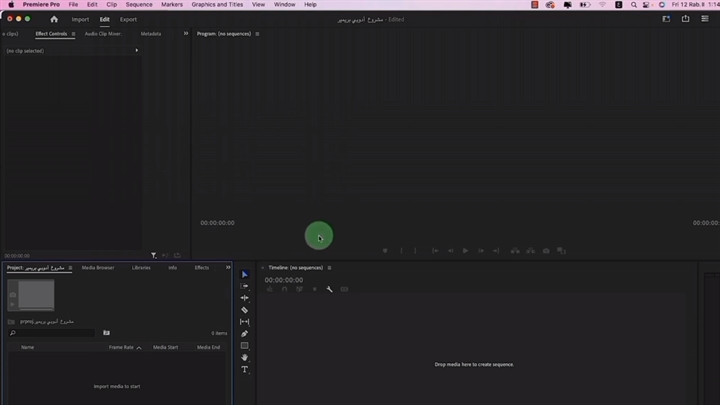 Premiere Pro File Edit Clip Sequence Markers Graphics and Titles View Window Help Fri 12 Rab. II 1:14
Import Edit Export
مشروع أدوبي بريمير - Edited
e clips) Effect Controls Audio Clip Mixer Metadata
Program: (no sequences)
(no clip selected)
00:00:00:00
00:00:00:00
Project: مشروع أدوبي بريمير Media Browser Libraries Info Effects
Timeline: (no sequences)
00:00:00:00
مشروع أدوبي بريمير.prproj
0 Items
Name Frame Rate Media Start Media End
Import media to start
Drop media here to create sequence.
T